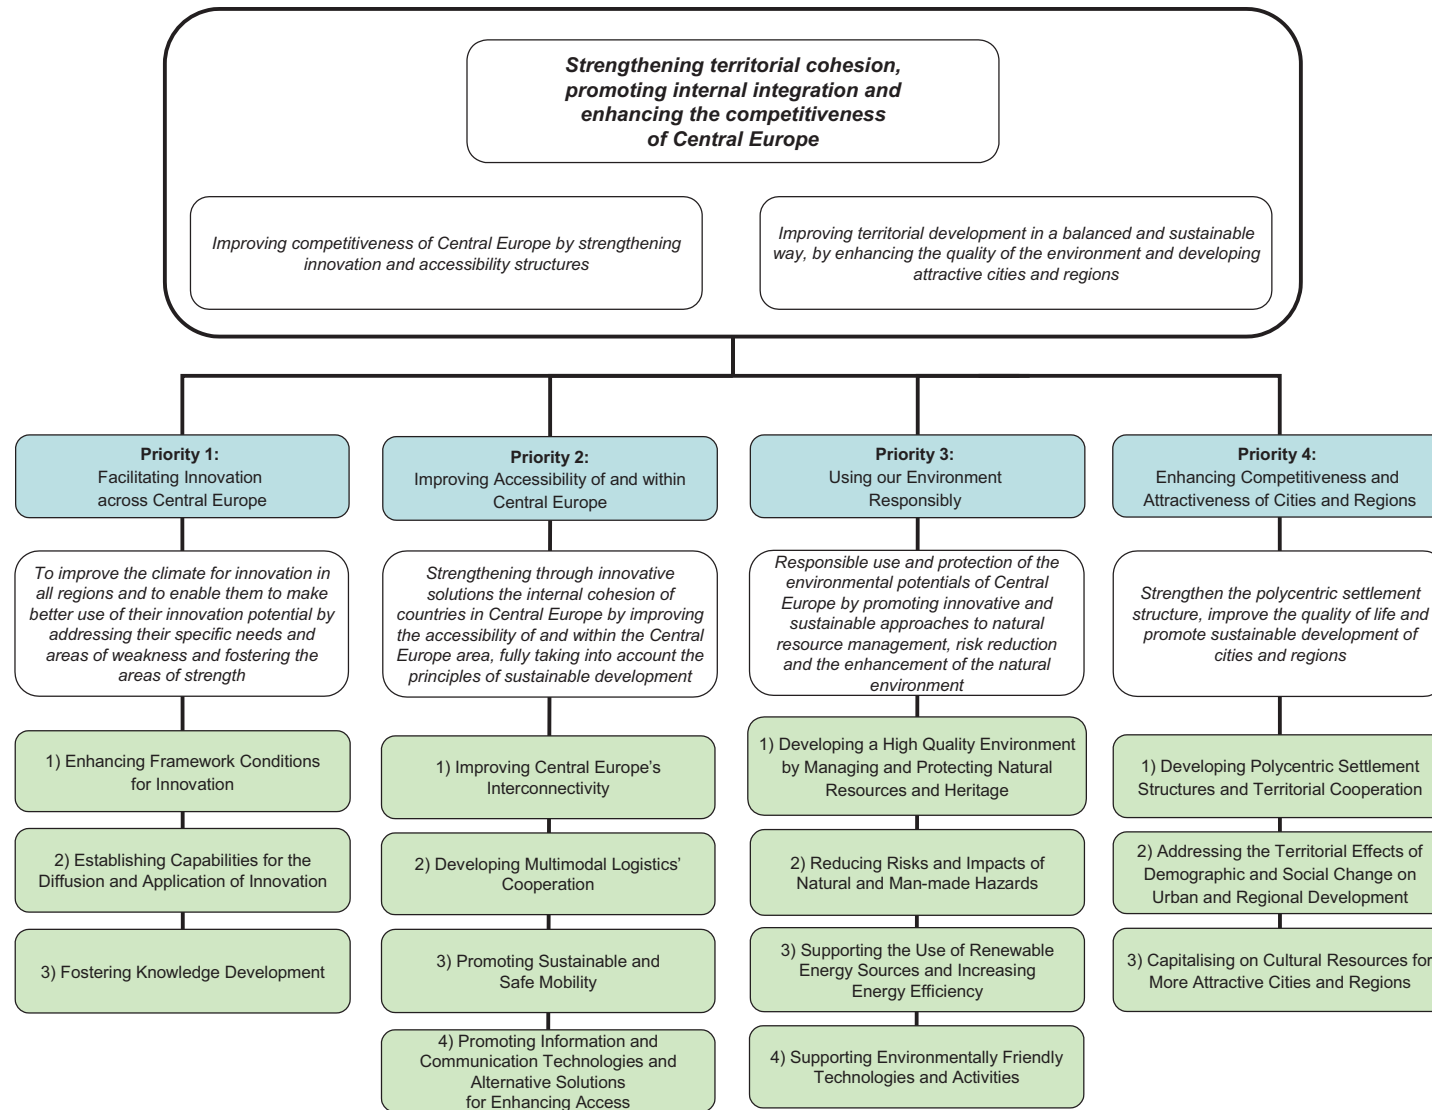 Strengthening territorial cohesion,
promoting internal integration and
enhancing the competitiveness
of Central Europe
Improving competitiveness of Central Europe by strengthening
innovation and accessibility structures
Improving territorial development in a balanced and sustainable
way, by enhancing the quality of the environment and developing
attractive cities and regions
Priority 1:
Facilitating Innovation
across Central Europe
To improve the climate for innovation in
all regions and to enable them to make
better use of their innovation potential by
addressing their specific needs and
areas of weakness and fostering the
areas of strength
1) Enhancing Framework Conditions
for Innovation
2) Establishing Capabilities for the
Diffusion and Application of Innovation
3) Fostering Knowledge Development
Priority 2:
Improving Accessibility of and within
Central Europe
Strengthening through innovative
solutions the internal cohesion of
countries in Central Europe by improving
the accessibility of and within the Central
Europe area, fully taking into account the
principles of sustainable development
1) Improving Central Europe's
Interconnectivity
2) Developing Multimodal Logistics'
Cooperation
3) Promoting Sustainable and
Safe Mobility
4) Promoting Information and
Communication Technologies and
Alternative Solutions
for Enhancing Access
Priority 3:
Using our Environment
Responsibly
Responsible use and protection of the
environmental potentials of Central
Europe by promoting innovative and
sustainable approaches to natural
resource management, risk reduction
and the enhancement of the natural
environment
1) Developing a High Quality Environment
by Managing and Protecting Natural
Resources and Heritage
2) Reducing Risks and Impacts of
Natural and Man-made Hazards
3) Supporting the Use of Renewable
Energy Sources and Increasing
Energy Efficiency
4) Supporting Environmentally Friendly
Technologies and Activities
Priority 4:
Enhancing Competitiveness and
Attractiveness of Cities and Regions
Strengthen the polycentric settlement
structure, improve the quality of life and
promote sustainable development of
cities and regions
1) Developing Polycentric Settlement
Structures and Territorial Cooperation
2) Addressing the Territorial Effects of
Demographic and Social Change on
Urban and Regional Development
3) Capitalising on Cultural Resources for
More Attractive Cities and Regions